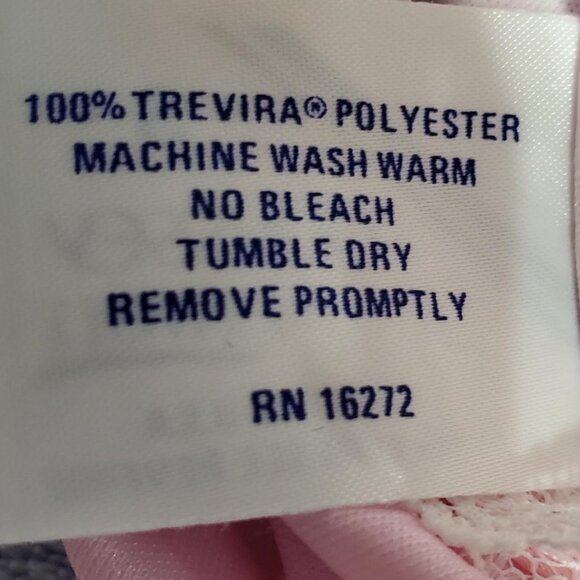 100% TREVIRA® POLYESTER
MACHINE WASH WARM
NO BLEACH
TUMBLE DRY
REMOVE PROMPTLY
RN 16272